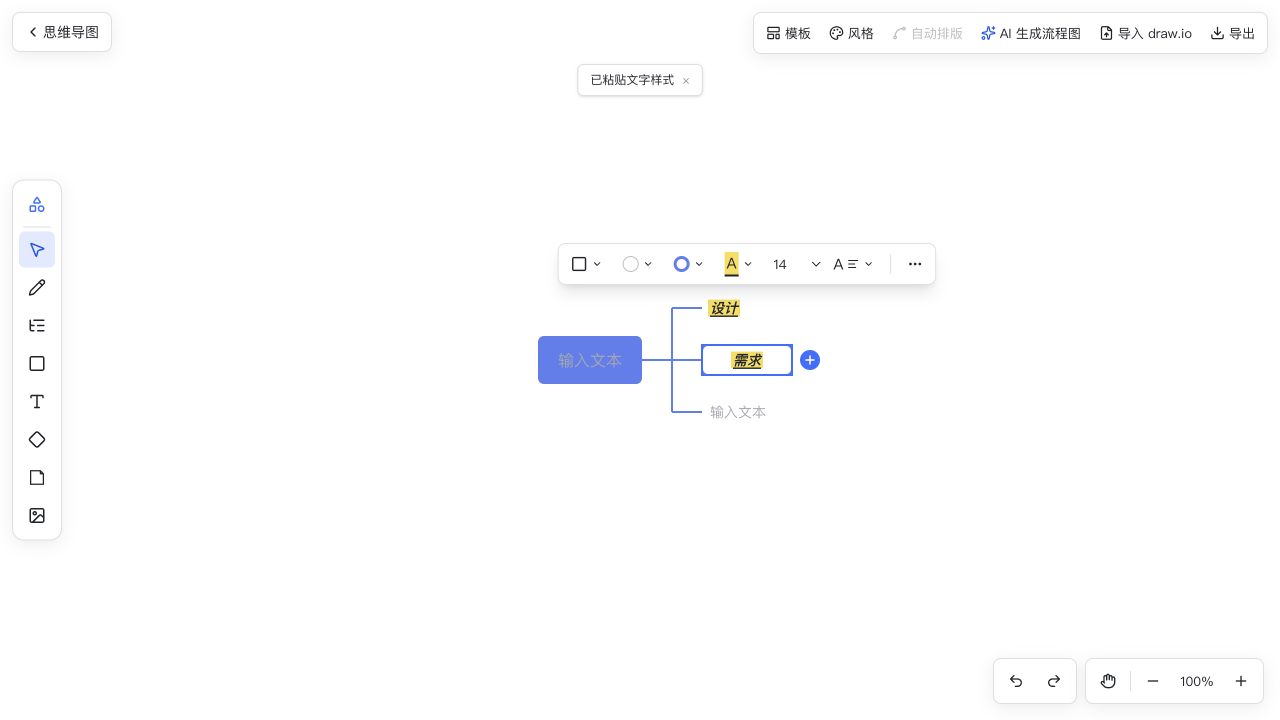 思维导图
模板 风格 自动排版 AI 生成流程图 导入 draw.io 导出
已粘贴文字样式 ×
A 14 A
设计
输入文本 需求
输入文本
100%